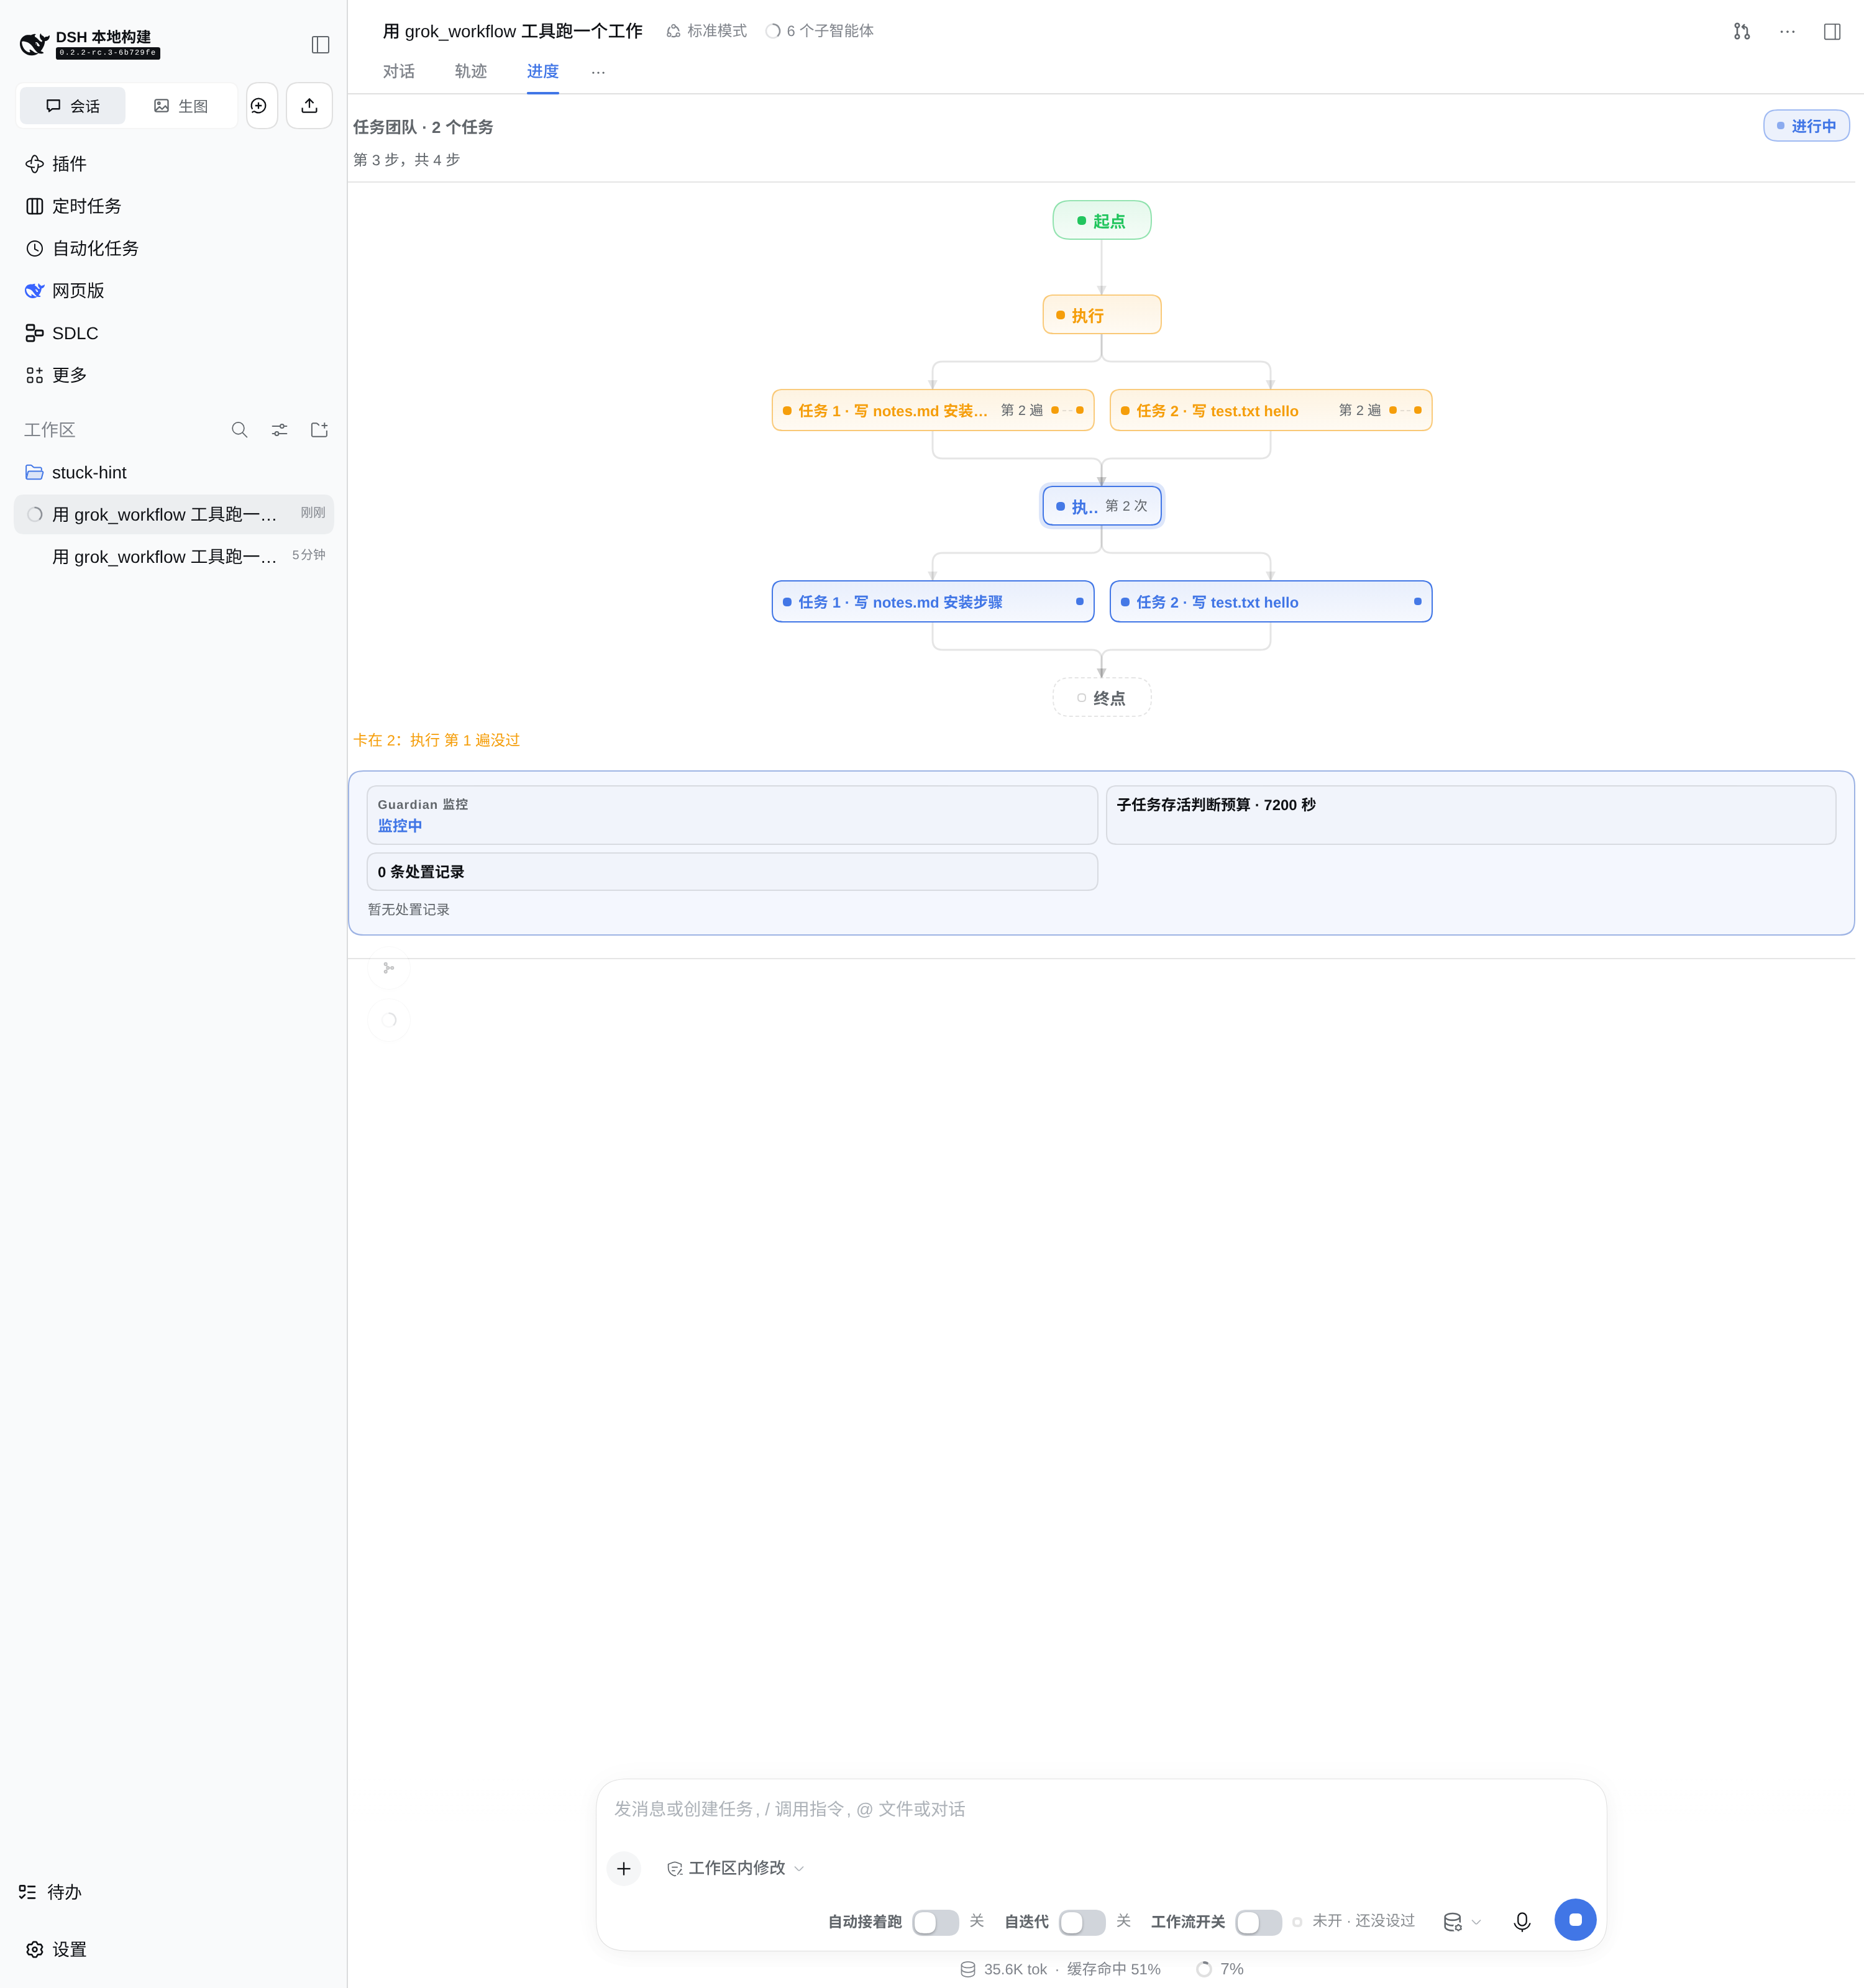 DSH 本地构建
0.2.2-rc.3-6b729fe
会话
生图
插件
定时任务
自动化任务
网页版
SDLC
更多
工作区
stuck-hint
用 grok_workflow 工具跑一… 刚刚
用 grok_workflow 工具跑一… 5分钟
待办
设置
用 grok_workflow 工具跑一个工作 标准模式 6 个子智能体
对话 轨迹 进度 ...
任务团队 · 2 个任务
进行中
第 3 步，共 4 步
起点
执行
任务 1 · 写 notes.md 安装… 第 2 遍
任务 2 · 写 test.txt hello 第 2 遍
执… 第 2 次
任务 1 · 写 notes.md 安装步骤
任务 2 · 写 test.txt hello
终点
卡在 2：执行 第 1 遍没过
Guardian 监控
监控中
子任务存活判断预算 · 7200 秒
0 条处置记录
暂无处置记录
发消息或创建任务, / 调用指令, @ 文件或对话
工作区内修改
自动接着跑 关 自迭代 关 工作流开关 未开 · 还没设过
35.6K tok · 缓存命中 51% 7%